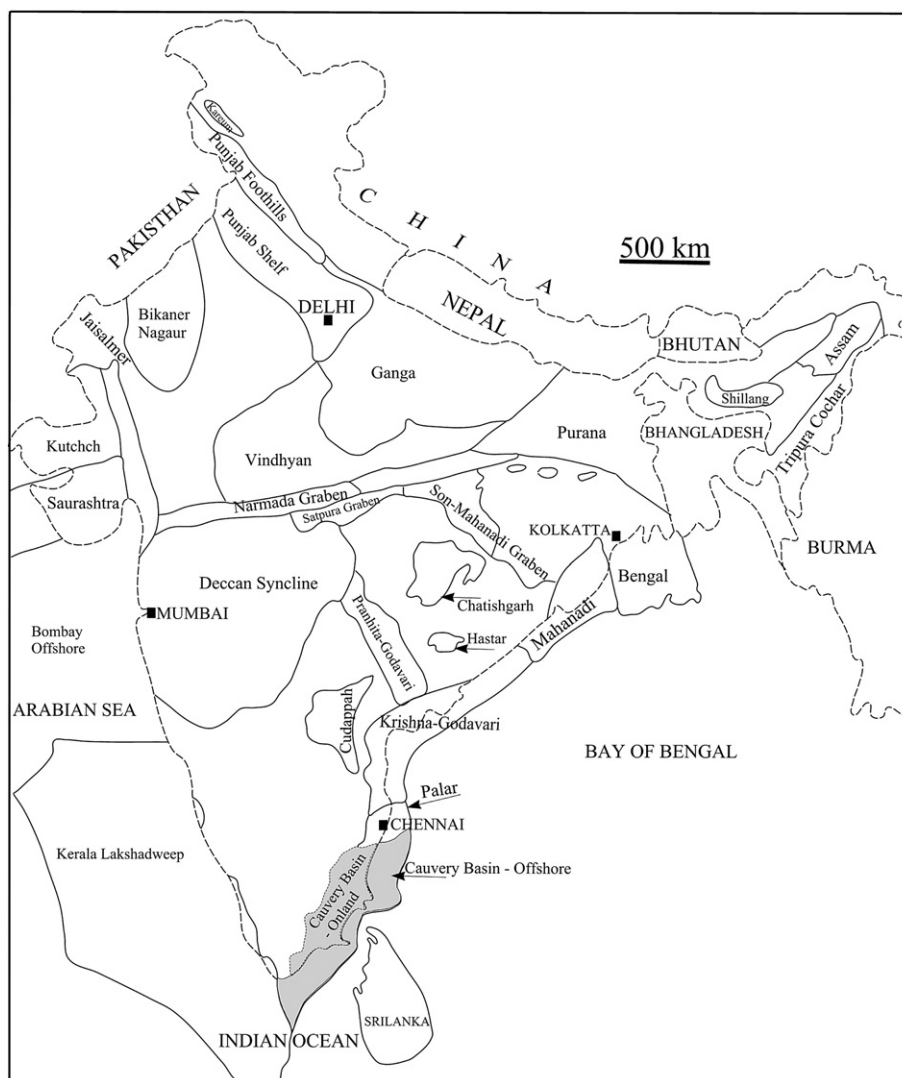 Kareum
Punjab Foothills
CHINA
PAKISTHAN
Punjab Shelf
500 km
DELHI
NEPAL
Bikaner
Nagaur
Jaisalmer
BHUTAN
Assam
Ganga
Shillang
Kutchch
Vindhyan
Purana
BHANGLADESH
Tripura Cochar
Saurashtra
Narmada Graben
Satpura Graben
Son-Mahanadi Graben
KOLKATTA
BURMA
Deccan Syncline
Bengal
Chatishgarh
MUMBAI
Mahanadi
Bombay
Offshore
Hastar
Pranhita-Godavari
ARABIAN SEA
Cudappah
Krishna-Godavari
BAY OF BENGAL
Palar
CHENNAI
Kerala Lakshadweep
Cauvery Basin - Offshore
Cauvery Basin
- Onland
SRILANKA
INDIAN OCEAN